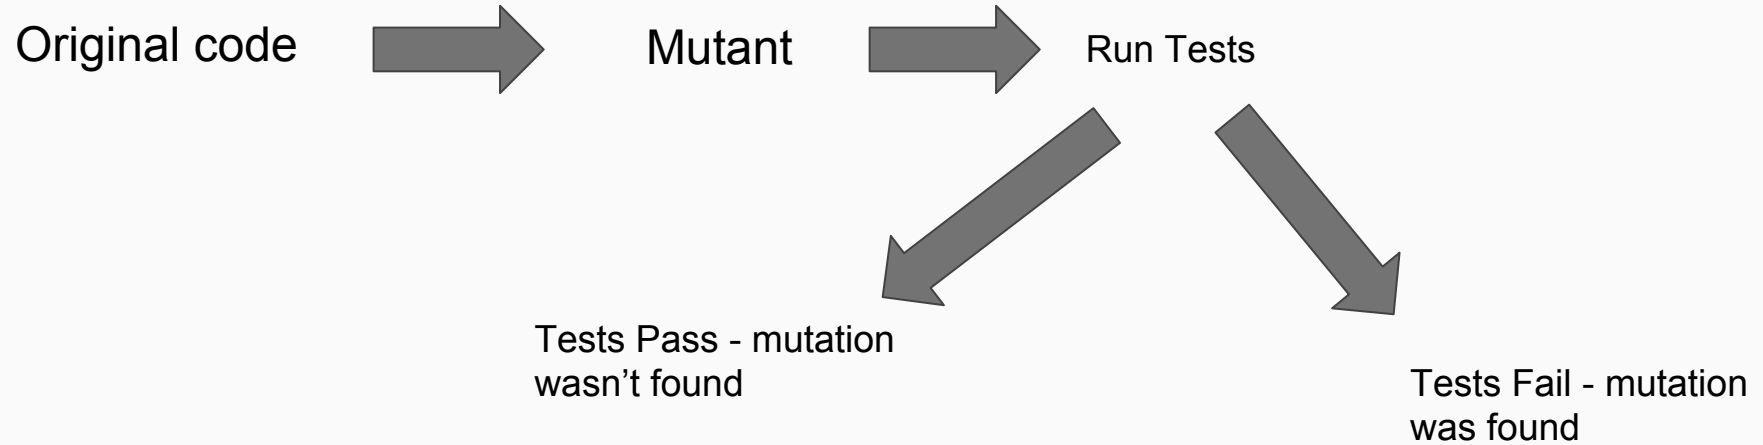 Original code
Mutant
Run Tests
Tests Pass - mutation
wasn’t found
Tests Fail - mutation
was found